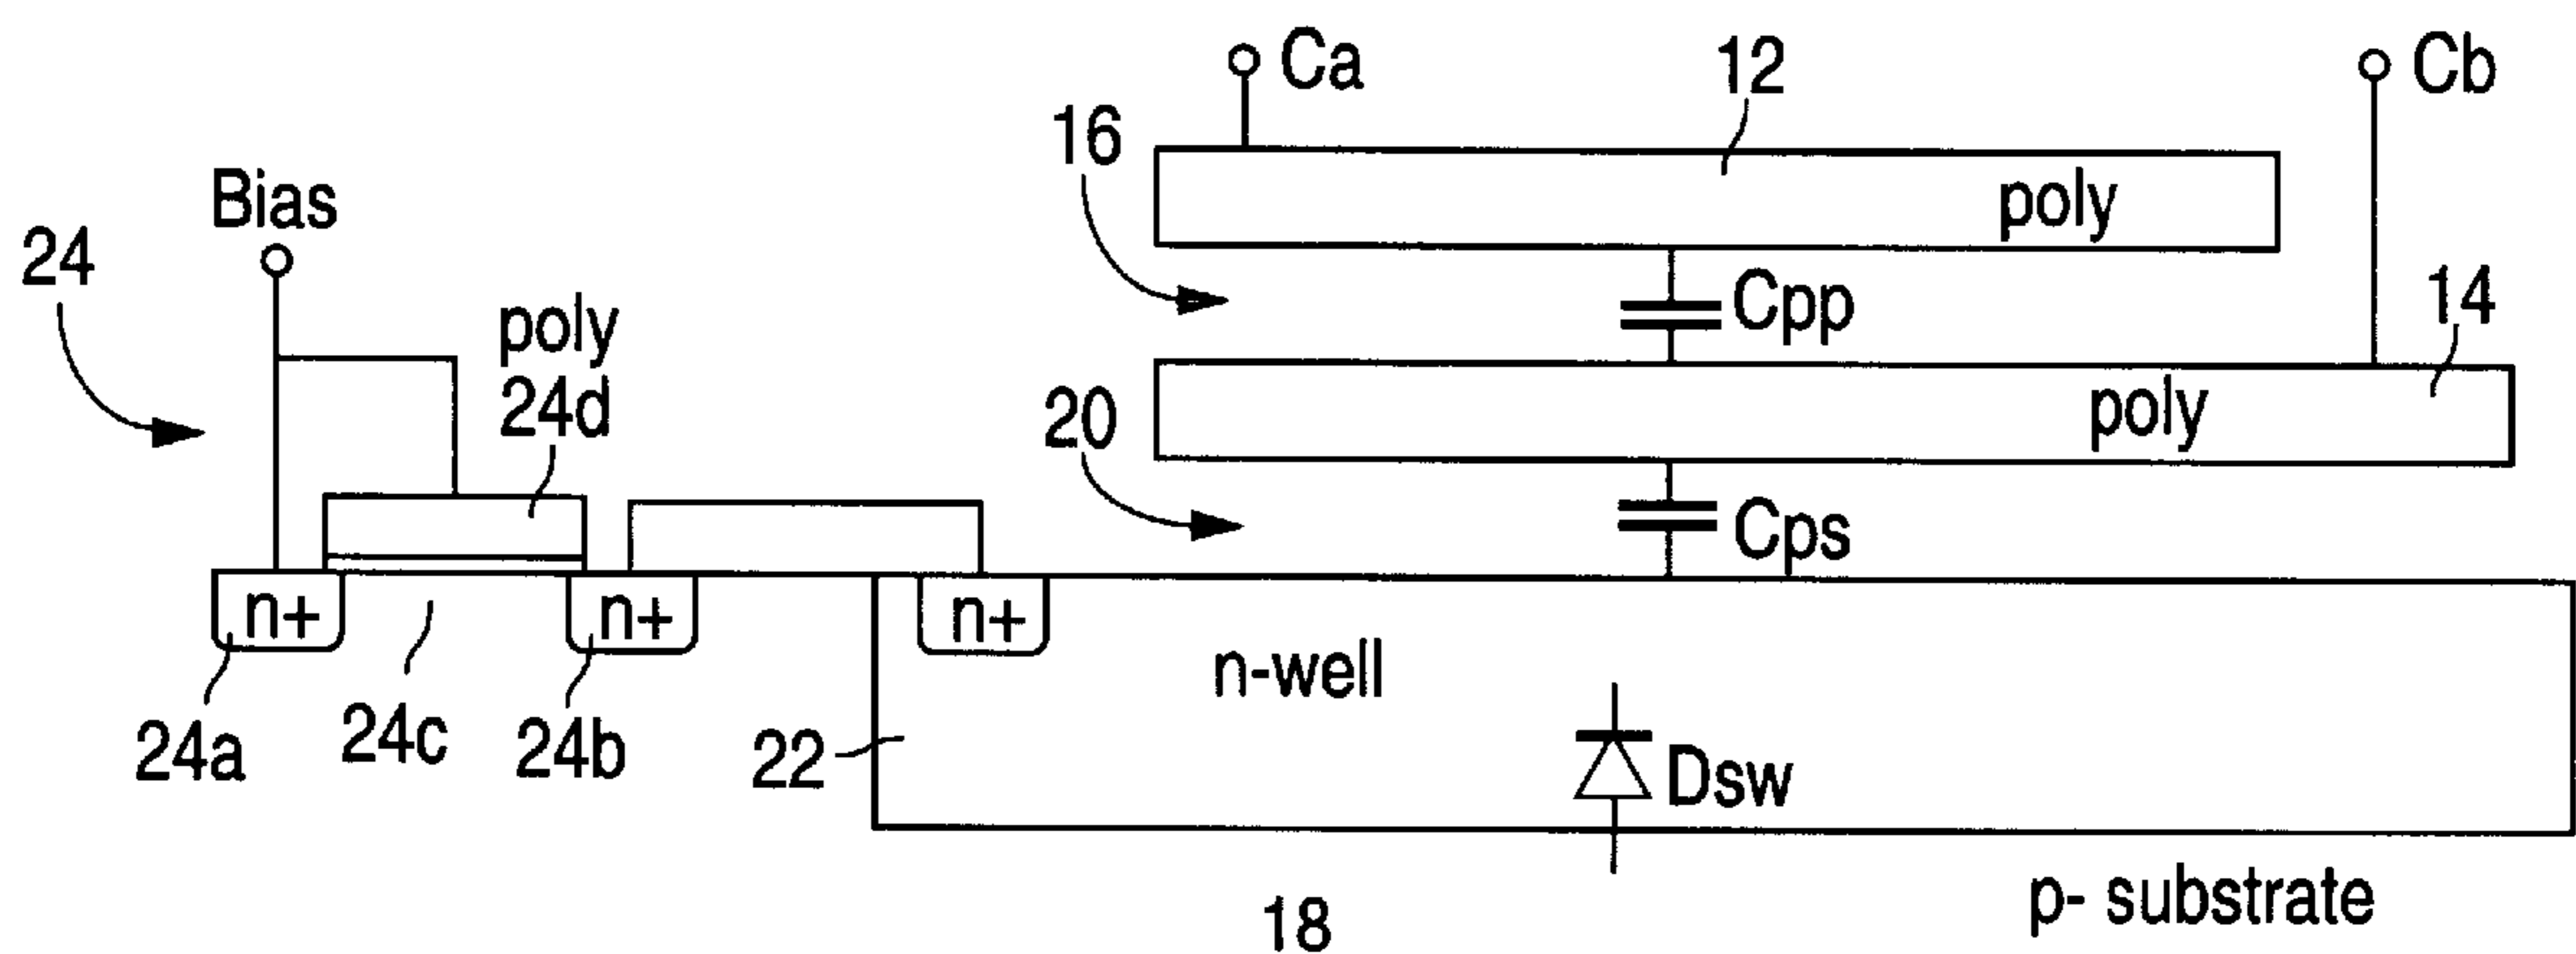 Ca
12
Cb
16
poly
Bias
24
Cpp
14
poly
24d
poly
20
Cps
n+
n+
n+
n-well
24a
24c
24b
22
Dsw
p- substrate
18